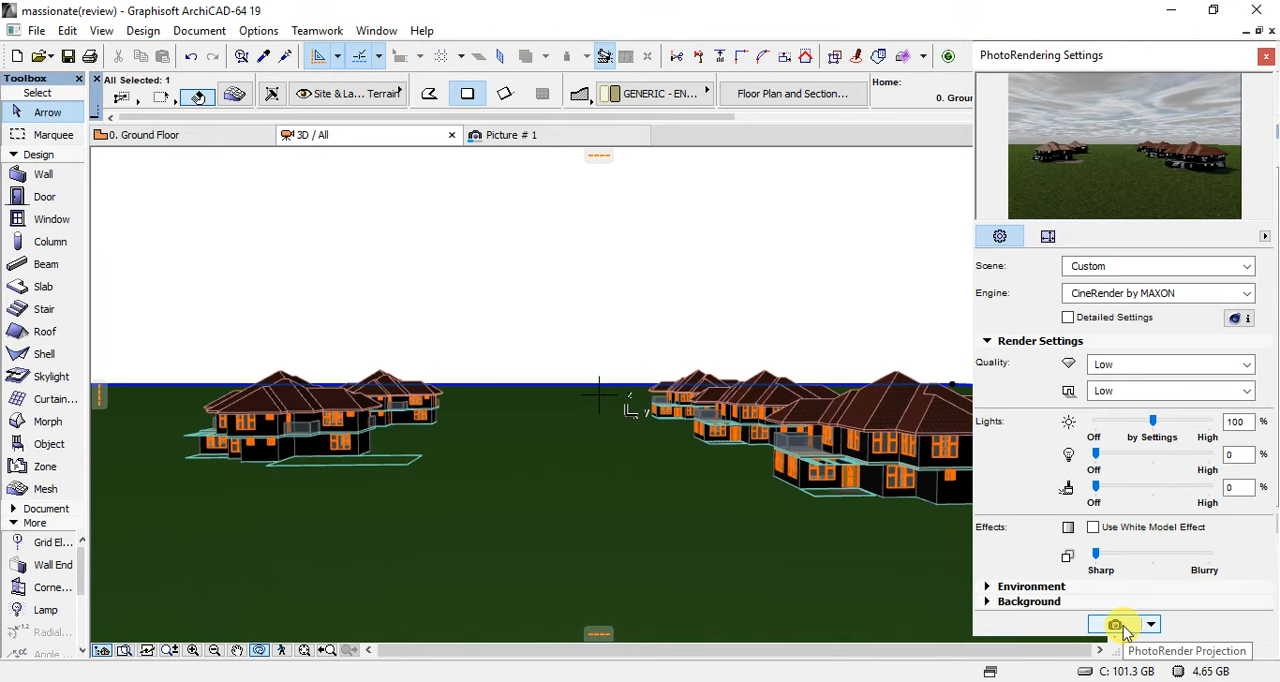 massionate(review) - Graphisoft ArchiCAD-64 19
File Edit View Design Document Options Teamwork Window Help
Toolbox
Select
Arrow
Marquee
Design
Wall
Door
Window
Column
Beam
Slab
Stair
Roof
Shell
Skylight
Curtain...
Morph
Object
Zone
Mesh
Document
More
Grid El...
Wall End
Corne...
Lamp
Radial...
Angle ...
All Selected: 1
Site & La... Terrain
GENERIC - EN...
Floor Plan and Section...
Home:
0. Groun
0. Ground Floor
3D / All
Picture # 1
z
y
PhotoRendering Settings
Scene: Custom
Engine: CineRender by MAXON
Detailed Settings
i
Render Settings
Quality: Low
Low
Lights: 100 %
Off by Settings High
0 %
Off High
0 %
Off High
Effects: Use White Model Effect
Sharp Blurry
Environment
Background
PhotoRender Projection
C: 101.3 GB 4.65 GB